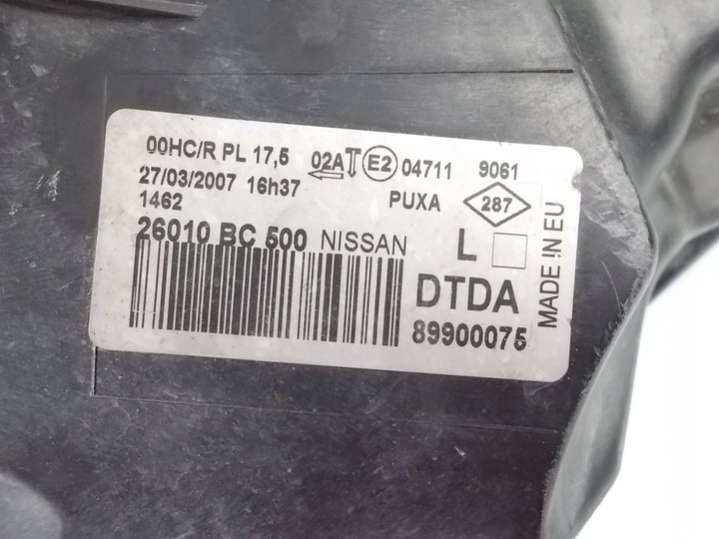 00HC/R PL 17,5 02A E2 04711 9061
27/03/2007 16h37 PUXA 287
1462
26010 BC 500 NISSAN L
DTDA
89900075
MADE IN EU